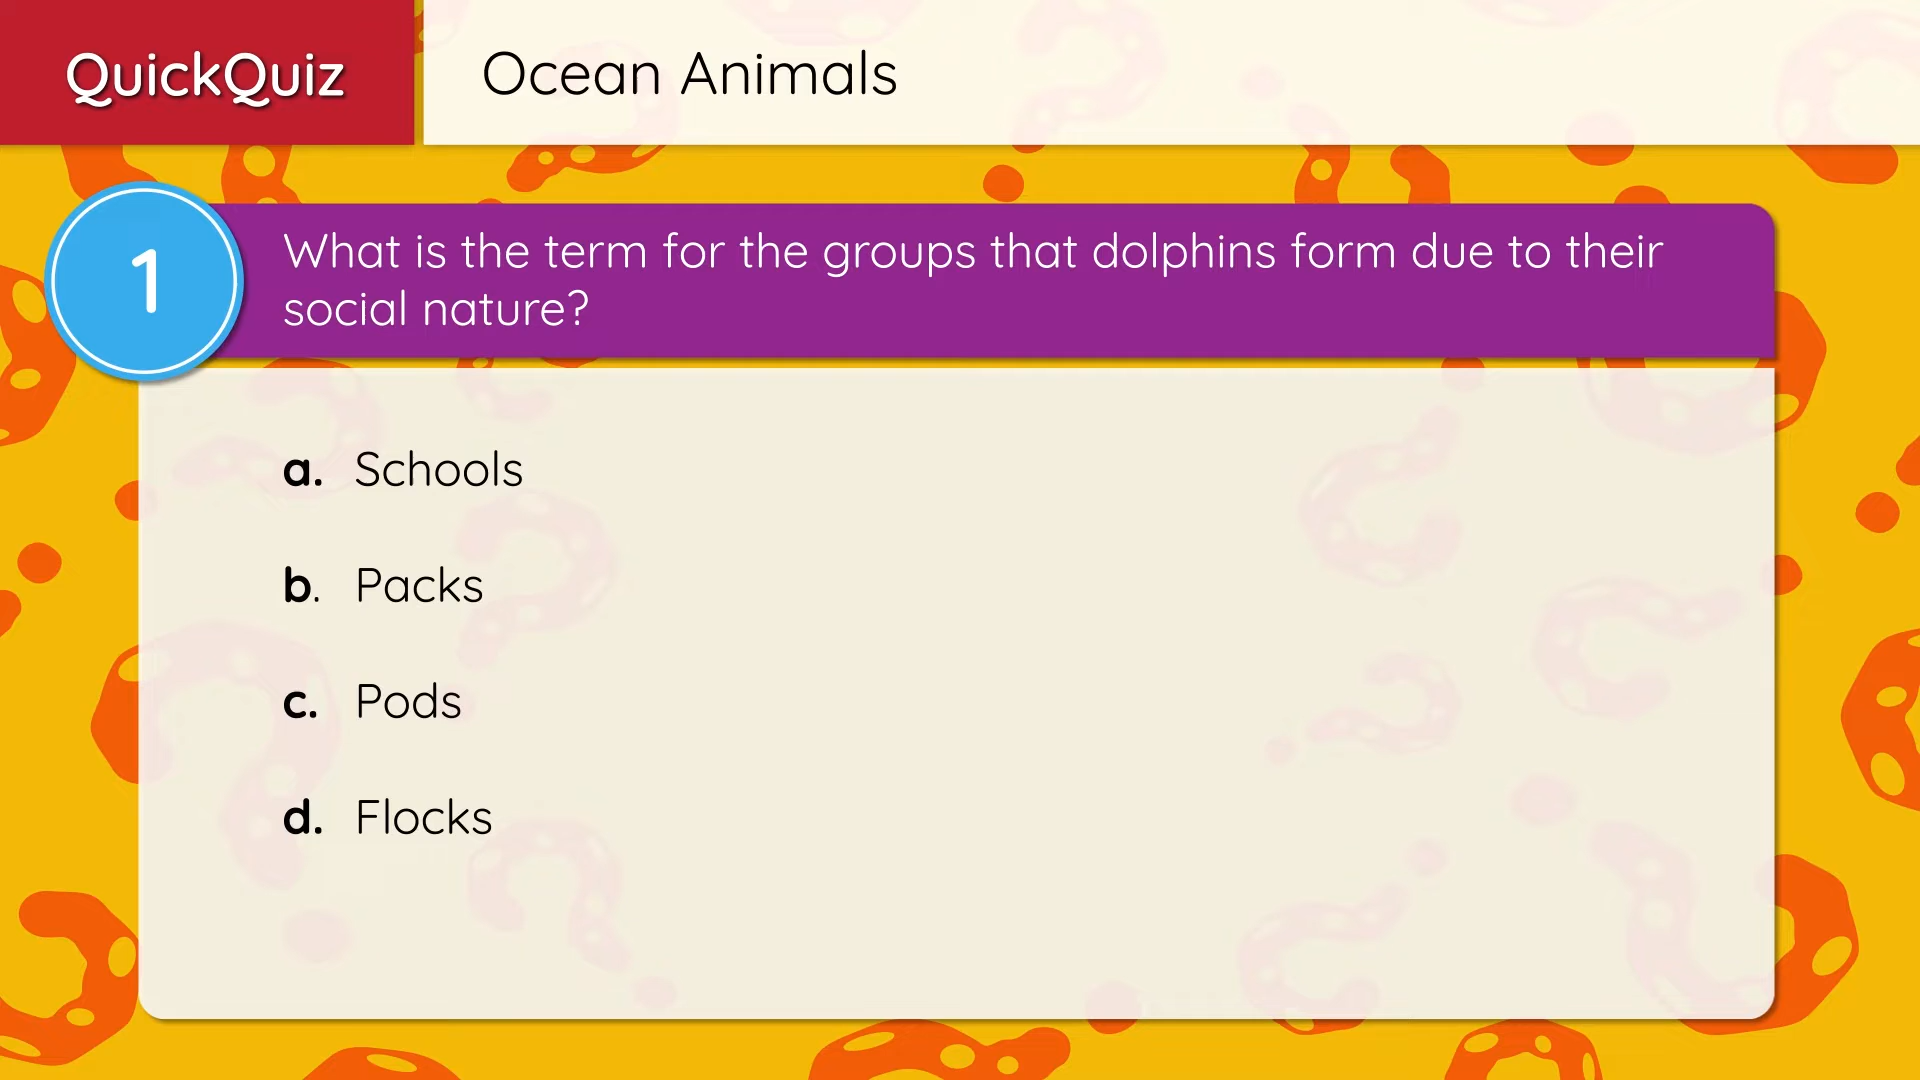 QuickQuiz
Ocean Animals
1
What is the term for the groups that dolphins form due to their
social nature?
a. Schools
b. Packs
c. Pods
d. Flocks